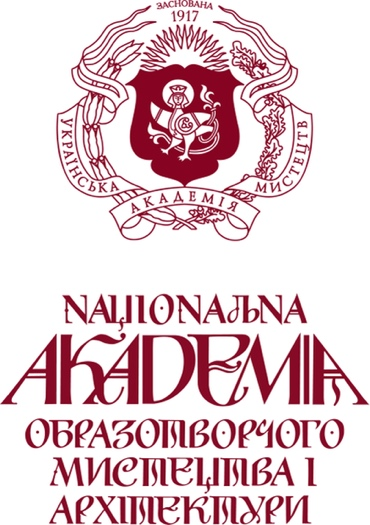 ЗАСНОВАНА
1917
УКРАЇНСЬКА АКАДЕМІЯ МИСТЕЦТВ
НАЦІОНАЛЬНА
АКАДЕМІЯ
ОБРАЗОТВОРЧОГО
МИСТЕЦТВА І
АРХІТЕКТУРИ